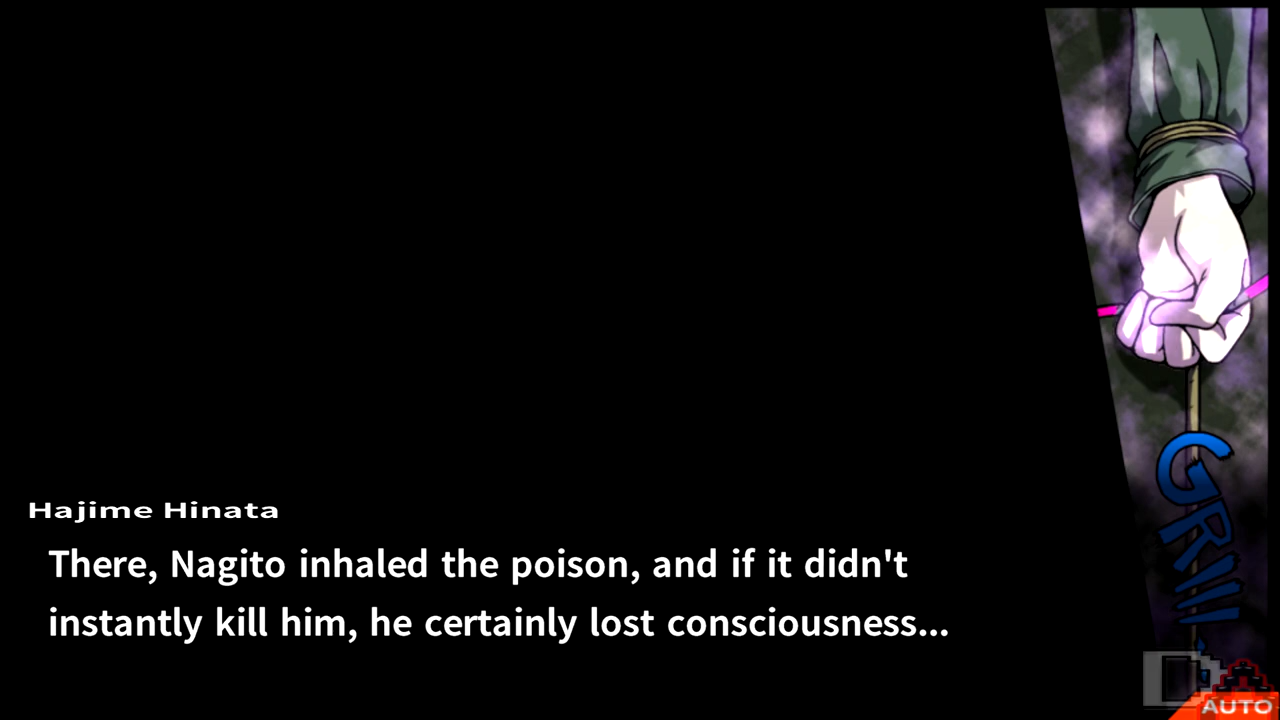 Hajime Hinata
There, Nagito inhaled the poison, and if it didn't
instantly kill him, he certainly lost consciousness...
AUTO